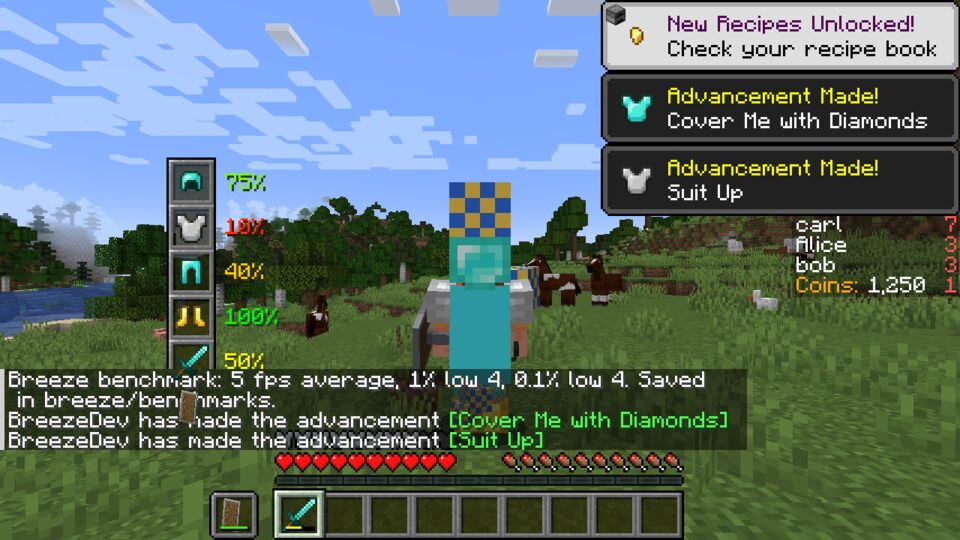 New Recipes Unlocked!
Check your recipe book
Advancement Made!
Cover Me with Diamonds
Advancement Made!
Suit Up
75%
10%
40%
100%
50%
carl 7
Alice 3
bob 3
Coins: 1,250 1
Breeze benchmark: 5 fps average, 1% low 4, 0.1% low 4. Saved
in breeze/benchmarks.
BreezeDev has made the advancement [Cover Me with Diamonds]
BreezeDev has made the advancement [Suit Up]